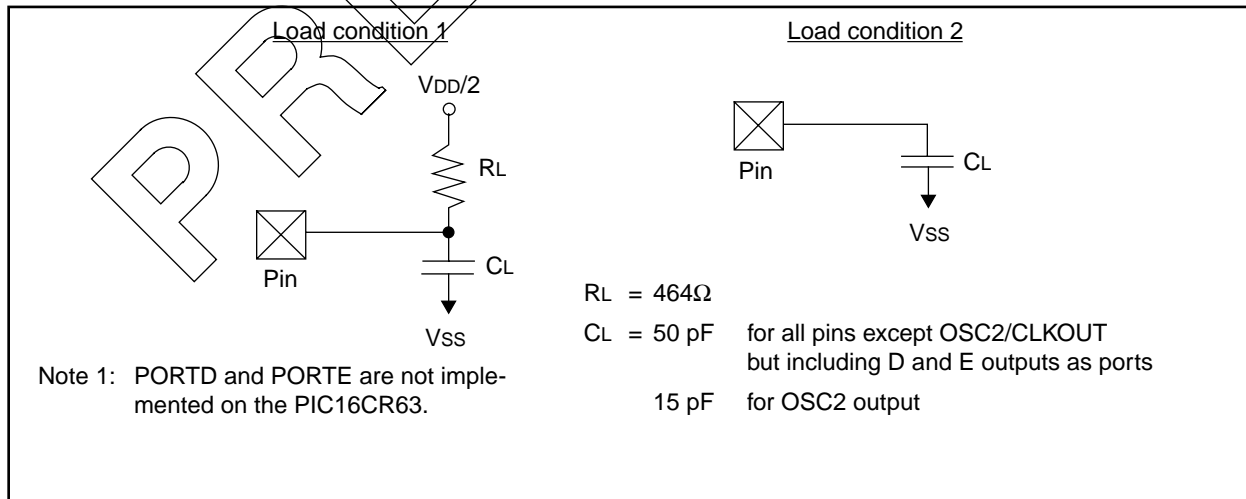 Load condition 1
VDD/2
RL
Pin
CL
VSS
Note 1: PORTD and PORTE are not imple-
mented on the PIC16CR63.
Load condition 2
Pin
CL
VSS
RL = 464Ω
CL = 50 pF for all pins except OSC2/CLKOUT
but including D and E outputs as ports
15 pF for OSC2 output